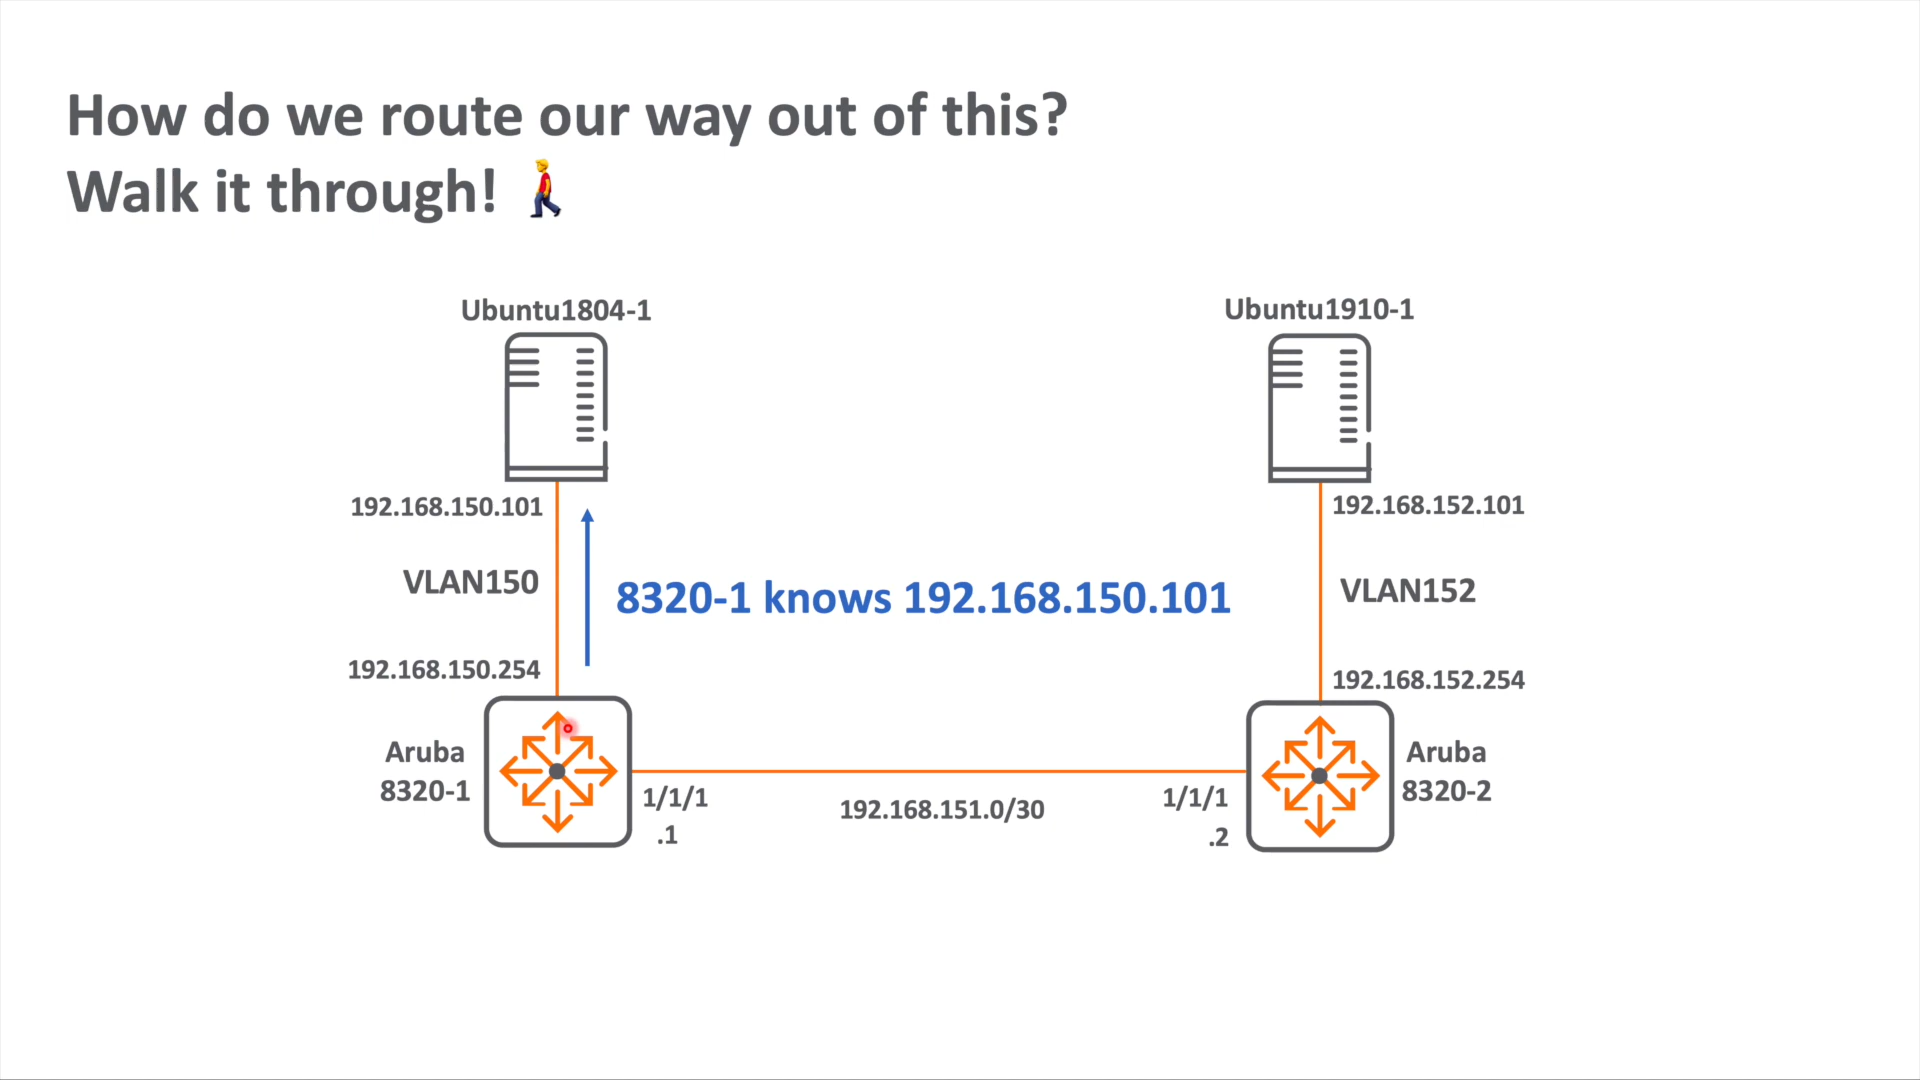 How do we route our way out of this?
Walk it through!
Ubuntu1804-1
Ubuntu1910-1
192.168.150.101
192.168.152.101
VLAN150
8320-1 knows 192.168.150.101
VLAN152
192.168.150.254
192.168.152.254
Aruba
8320-1
Aruba
8320-2
1/1/1
.1
192.168.151.0/30
1/1/1
.2